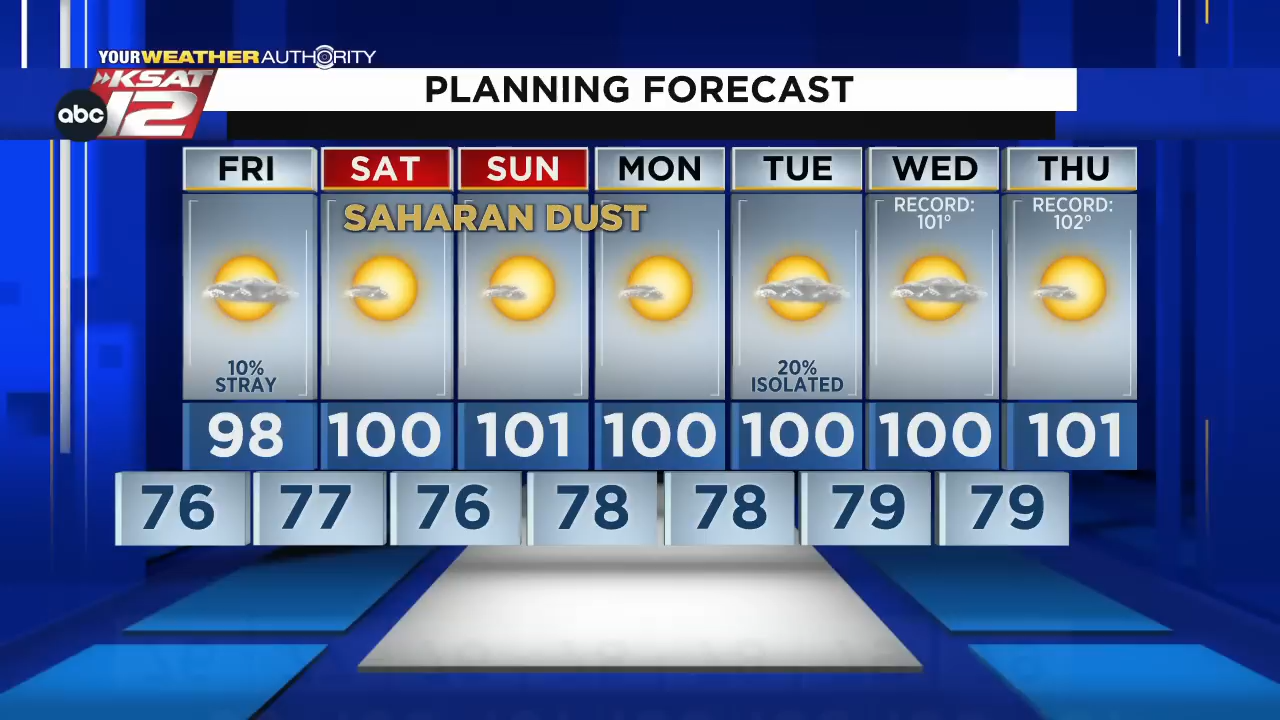 YOURWEATHERAUTHORITY
KSAT
abc 12
PLANNING FORECAST
FRI SAT SUN MON TUE WED THU
SAHARAN DUST
RECORD: 101° RECORD: 102°
10% STRAY
20% ISOLATED
98 100 101 100 100 100 101
76 77 76 78 78 79 79